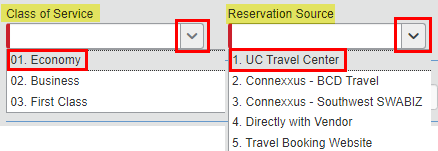 Class of Service
01. Economy
02. Business
03. First Class
Reservation Source
1. UC Travel Center
2. Connexxus - BCD Travel
3. Connexxus - Southwest SWABIZ
4. Directly with Vendor
5. Travel Booking Website